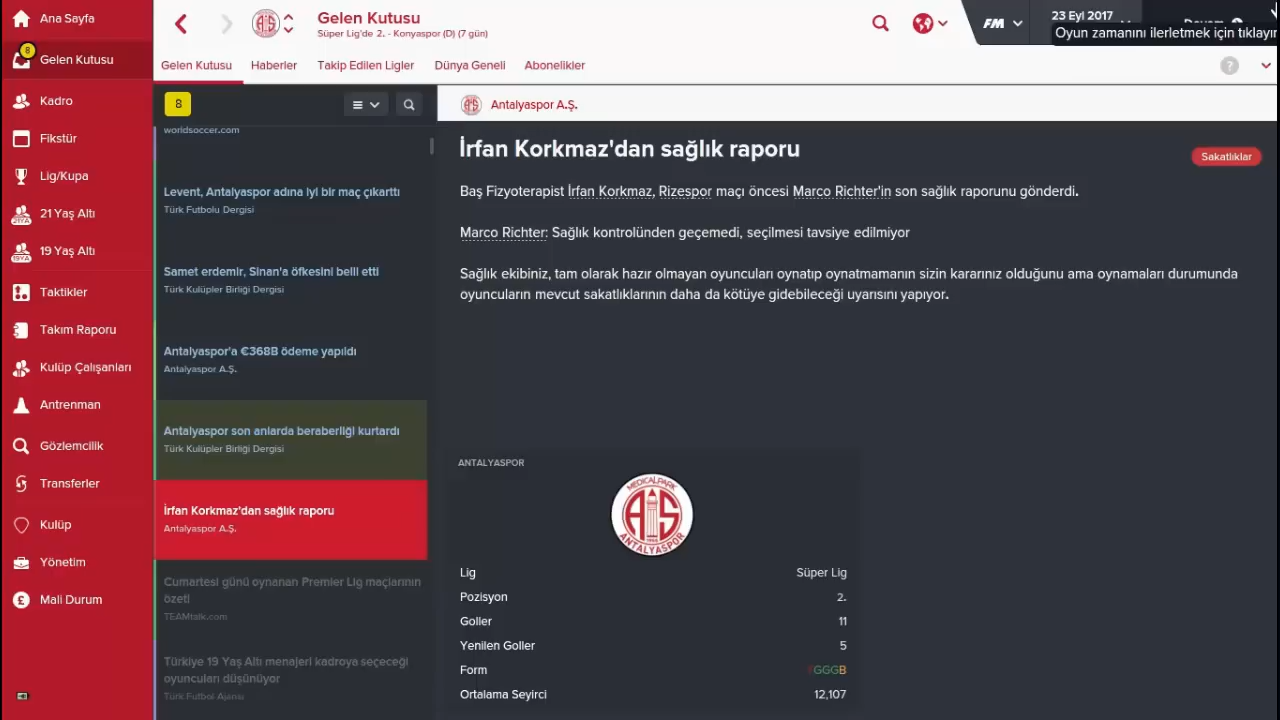 Ana Sayfa
8
Gelen Kutusu
Kadro
Fikstür
Lig/Kupa
21YA
21 Yaş Altı
19YA
19 Yaş Altı
Taktikler
Takım Raporu
Kulüp Çalışanları
Antrenman
Gözlemcilik
Transferler
Kulüp
Yönetim
Mali Durum
Gelen Kutusu
Süper Lig'de 2. - Konyaspor (D) (7 gün)
FM
23 Eyl 2017
Oyun zamanını ilerletmek için tıklayın
Gelen Kutusu
Haberler
Takip Edilen Ligler
Dünya Geneli
Abonelikler
?
8
worldsoccer.com
Levent, Antalyaspor adına iyi bir maç çıkarttı
Türk Futbolu Dergisi
Samet erdemir, Sinan'a öfkesini belli etti
Türk Kulüpler Birliği Dergisi
Antalyaspor'a €368B ödeme yapıldı
Antalyaspor A.Ş.
Antalyaspor son anlarda beraberliği kurtardı
Türk Kulüpler Birliği Dergisi
İrfan Korkmaz'dan sağlık raporu
Antalyaspor A.Ş.
Cumartesi günü oynanan Premier Lig maçlarının
özeti
TEAMtalk.com
Türkiye 19 Yaş Altı menajeri kadroya seçeceği
oyuncuları düşünüyor
Türk Futbol Ajansı
Antalyaspor A.Ş.
İrfan Korkmaz'dan sağlık raporu
Sakatlıklar
Baş Fizyoterapist İrfan Korkmaz, Rizespor maçı öncesi Marco Richter'in son sağlık raporunu gönderdi.
Marco Richter: Sağlık kontrolünden geçemedi, seçilmesi tavsiye edilmiyor
Sağlık ekibiniz, tam olarak hazır olmayan oyuncuları oynatıp oynatmamanın sizin kararınız olduğunu ama oynamaları durumunda
oyuncuların mevcut sakatlıklarının daha da kötüye gidebileceği uyarısını yapıyor.
ANTALYASPOR
MEDICALPARK
AS
1966
ANTALYASPOR
Lig Süper Lig
Pozisyon 2.
Goller 11
Yenilen Goller 5
Form YGGGB
Ortalama Seyirci 12,107